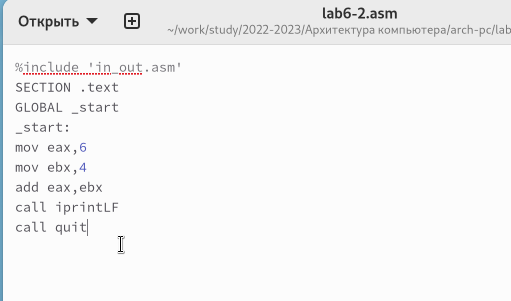 Открыть
lab6-2.asm
~/work/study/2022-2023/Архитектура компьютера/arch-pc/lab
%include 'in_out.asm'
SECTION .text
GLOBAL _start
_start:
mov eax,6
mov ebx,4
add eax,ebx
call iprintLF
call quit